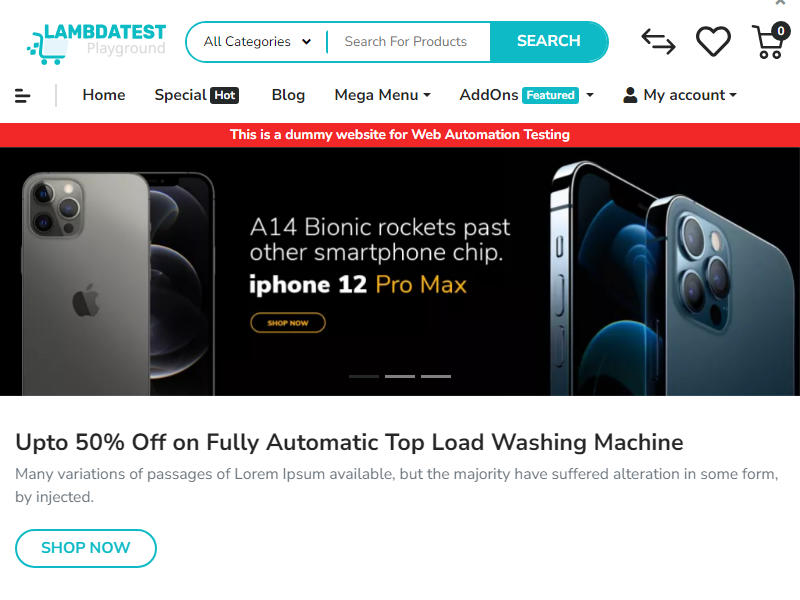 LAMBDATEST
Playground
All Categories
Search For Products
SEARCH
0
Home
Special Hot
Blog
Mega Menu
AddOns Featured
My account
This is a dummy website for Web Automation Testing
A14 Bionic rockets past
other smartphone chip.
iphone 12 Pro Max
SHOP NOW
Upto 50% Off on Fully Automatic Top Load Washing Machine
Many variations of passages of Lorem Ipsum available, but the majority have suffered alteration in some form,
by injected.
SHOP NOW